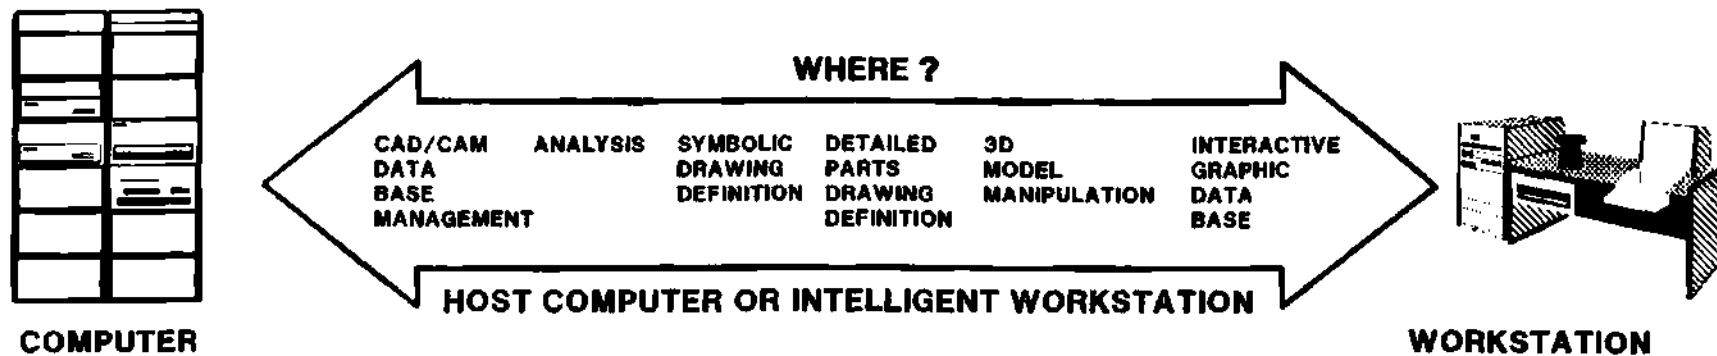 WHERE ?
CAD/CAM
DATA
BASE
MANAGEMENT
ANALYSIS
SYMBOLIC
DRAWING
DEFINITION
DETAILED
PARTS
DRAWING
DEFINITION
3D
MODEL
MANIPULATION
INTERACTIVE
GRAPHIC
DATA
BASE
HOST COMPUTER OR INTELLIGENT WORKSTATION
COMPUTER
WORKSTATION